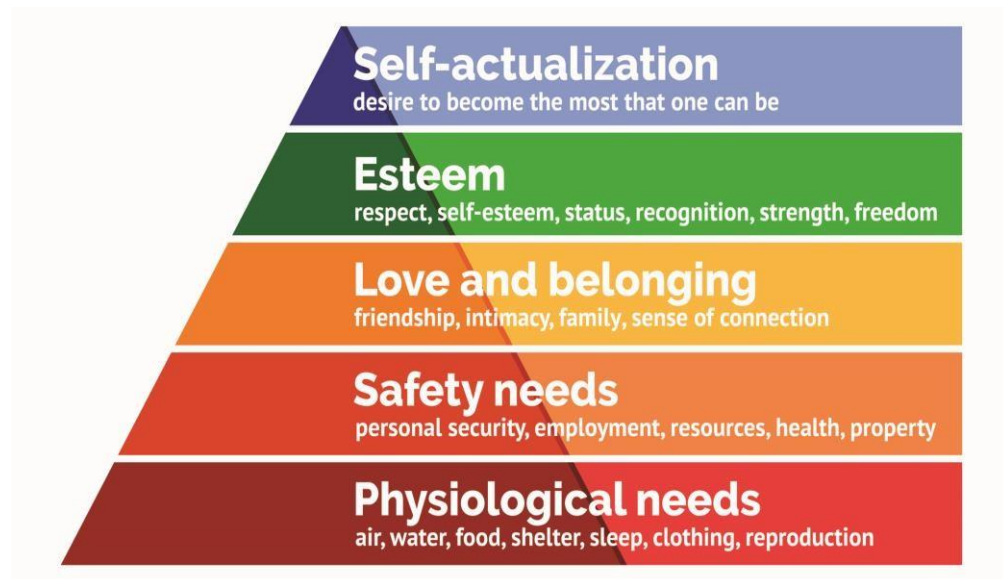 Self-actualization
desire to become the most that one can be
Esteem
respect, self-esteem, status, recognition, strength, freedom
Love and belonging
friendship, intimacy, family, sense of connection
Safety needs
personal security, employment, resources, health, property
Physiological needs
air, water, food, shelter, sleep, clothing, reproduction